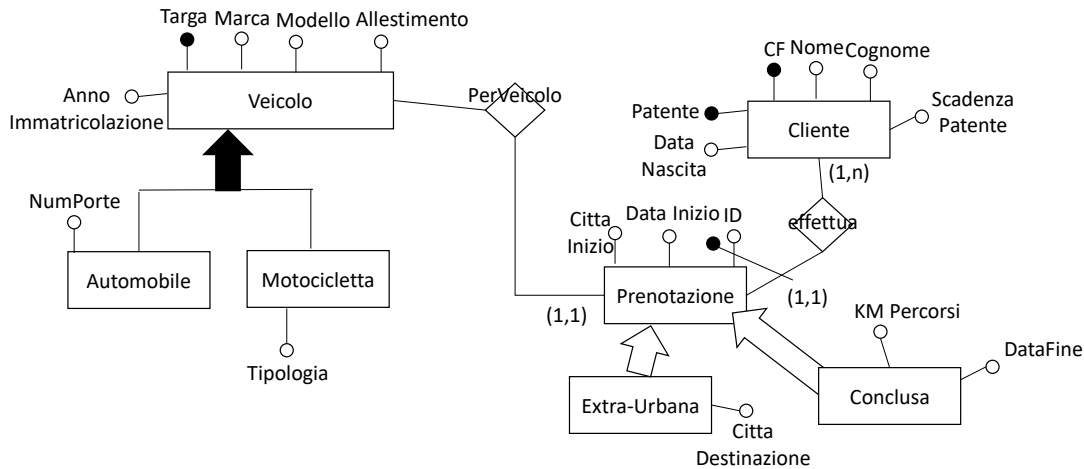 Targa Marca Modello Allestimento
Anno
Immatricolazione
Veicolo
PerVeicolo
CF Nome Cognome
Patente
Cliente
Scadenza
Patente
Data
Nascita
(1,n)
effettua
NumPorte
Automobile
Motocicletta
Tipologia
Citta
Inizio
Data Inizio
ID
Prenotazione
(1,1)
(1,1)
KM Percorsi
DataFine
Conclusa
Extra-Urbana
Citta
Destinazione